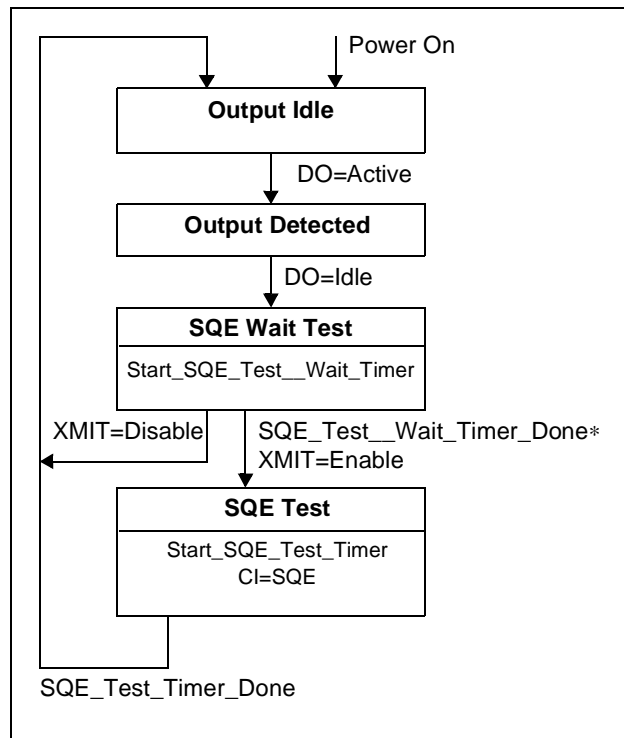 Power On
Output Idle
DO=Active
Output Detected
DO=Idle
SQE Wait Test
Start_SQE_Test__Wait_Timer
XMIT=Disable
SQE_Test__Wait_Timer_Done*
XMIT=Enable
SQE Test
Start_SQE_Test_Timer
CI=SQE
SQE_Test_Timer_Done